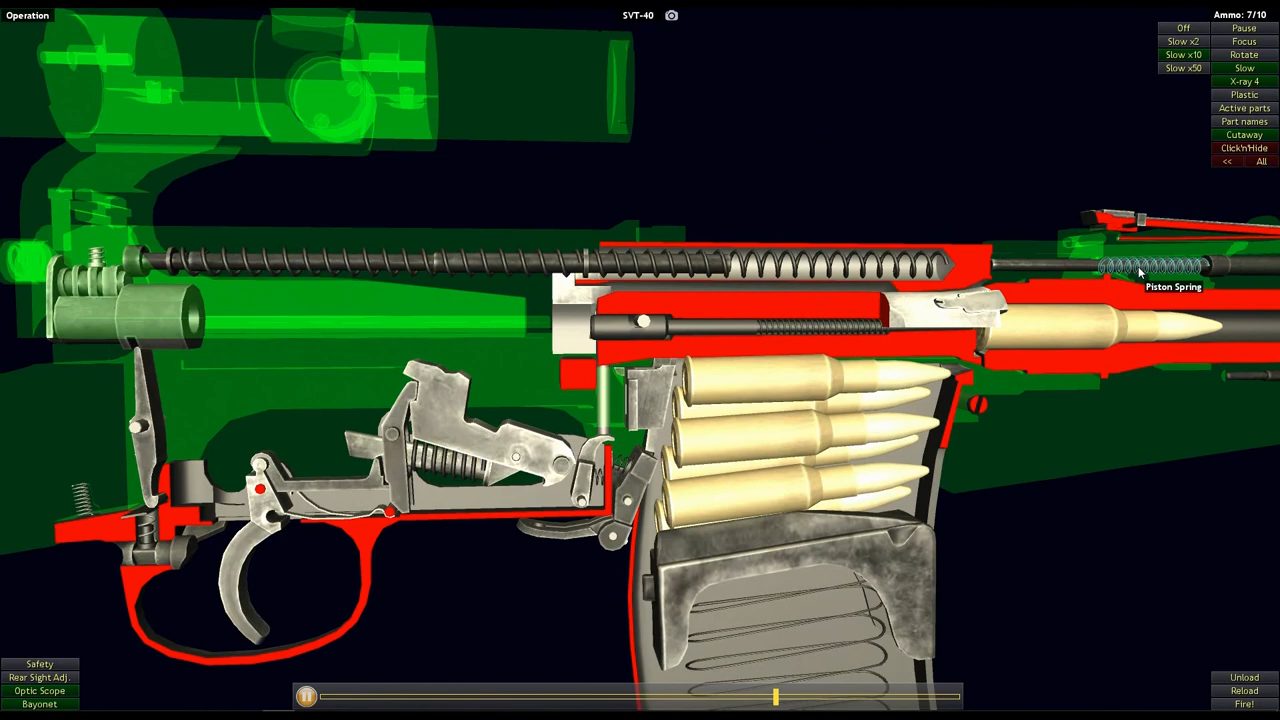 Operation
SVT-40
Ammo: 7/10
Off
Pause
Slow x2
Focus
Slow x10
Rotate
Slow x50
Slow
X-ray 4
Plastic
Active parts
Part names
Cutaway
Click'n'Hide
<<
All
Piston Spring
Safety
Rear Sight Adj.
Optic Scope
Bayonet
Unload
Reload
Fire!